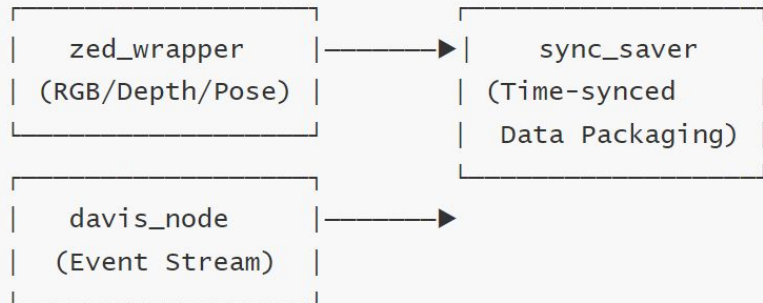 zed_wrapper
(RGB/Depth/Pose)
sync_saver
(Time-synced
Data Packaging)
davis_node
(Event Stream)